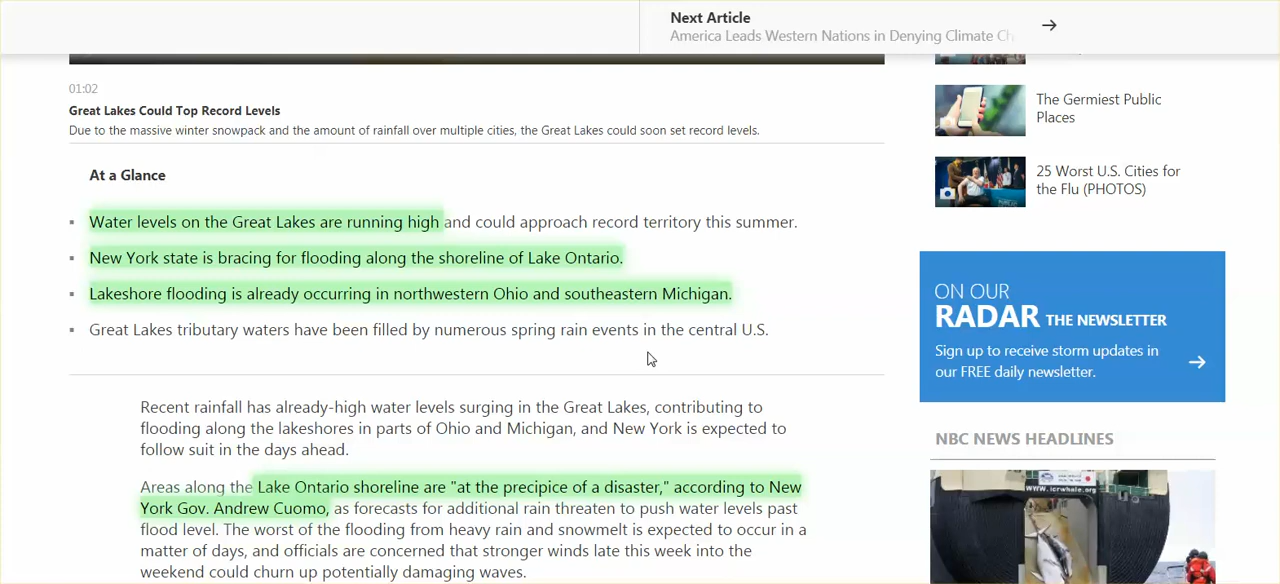 Next Article
America Leads Western Nations in Denying Climate
01:02
Great Lakes Could Top Record Levels
Due to the massive winter snowpack and the amount of rainfall over multiple cities, the Great Lakes could soon set record levels.
At a Glance
▪ Water levels on the Great Lakes are running high and could approach record territory this summer.
▪ New York state is bracing for flooding along the shoreline of Lake Ontario.
▪ Lakeshore flooding is already occurring in northwestern Ohio and southeastern Michigan.
▪ Great Lakes tributary waters have been filled by numerous spring rain events in the central U.S.
Recent rainfall has already-high water levels surging in the Great Lakes, contributing to
flooding along the lakeshores in parts of Ohio and Michigan, and New York is expected to
follow suit in the days ahead.
Areas along the Lake Ontario shoreline are "at the precipice of a disaster," according to New
York Gov. Andrew Cuomo, as forecasts for additional rain threaten to push water levels past
flood level. The worst of the flooding from heavy rain and snowmelt is expected to occur in a
matter of days, and officials are concerned that stronger winds late this week into the
weekend could churn up potentially damaging waves.
The Germiest Public
Places
25 Worst U.S. Cities for
the Flu (PHOTOS)
ON OUR
RADAR THE NEWSLETTER
Sign up to receive storm updates in
our FREE daily newsletter.
NBC NEWS HEADLINES
www.icrwhale.org